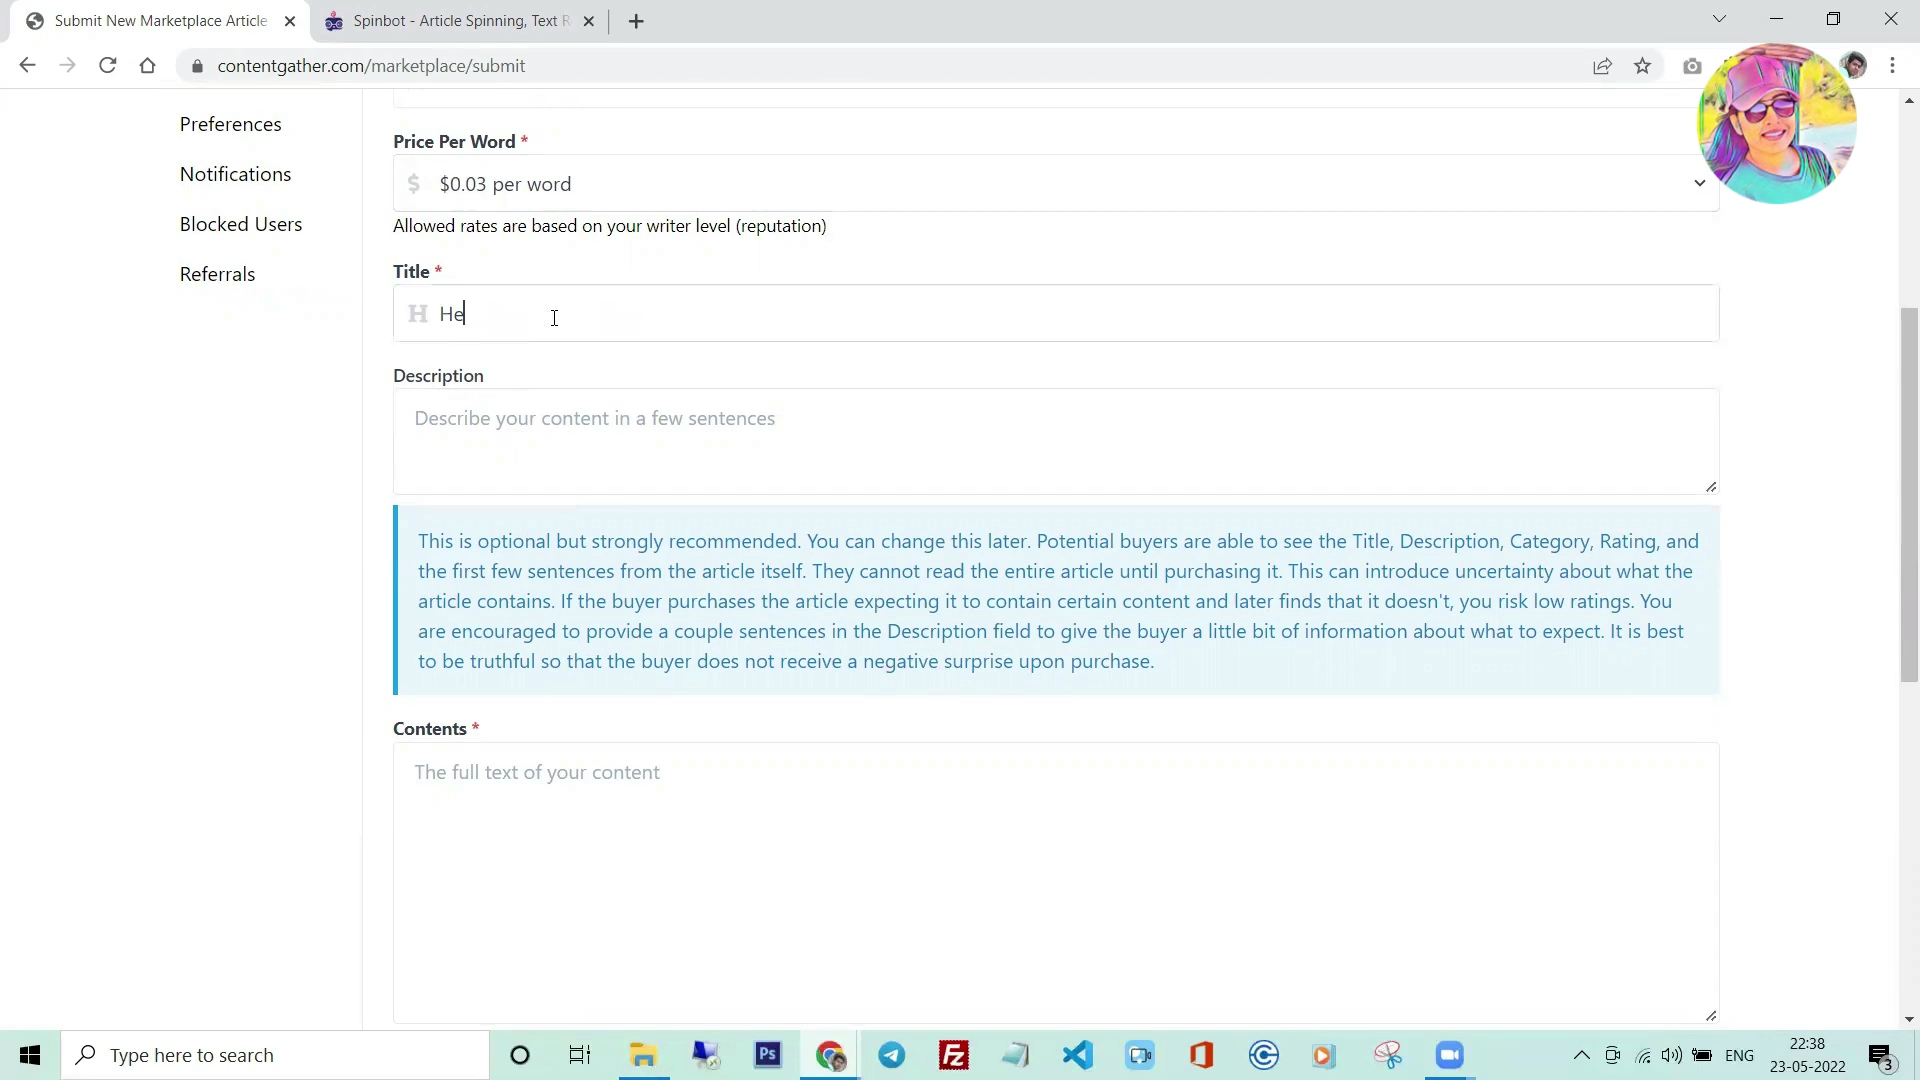 Submit New Marketplace Article
Spinbot - Article Spinning, Text R
contentgather.com/marketplace/submit
Preferences
Notifications
Blocked Users
Referrals
Price Per Word *
$ $0.03 per word
Allowed rates are based on your writer level (reputation)
Title *
H He
Description
Describe your content in a few sentences
This is optional but strongly recommended. You can change this later. Potential buyers are able to see the Title, Description, Category, Rating, and
the first few sentences from the article itself. They cannot read the entire article until purchasing it. This can introduce uncertainty about what the
article contains. If the buyer purchases the article expecting it to contain certain content and later finds that it doesn't, you risk low ratings. You
are encouraged to provide a couple sentences in the Description field to give the buyer a little bit of information about what to expect. It is best
to be truthful so that the buyer does not receive a negative surprise upon purchase.
Contents *
The full text of your content
Type here to search
Ps
Fz
ENG
22:38
23-05-2022
3